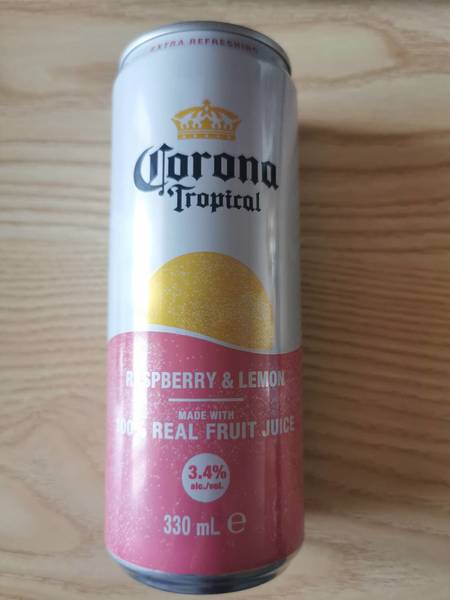 EXTRA REFRESHING
Corona
Tropical
RASPBERRY & LEMON
MADE WITH
100% REAL FRUIT JUICE
3.4%
alc./vol.
330 mL e